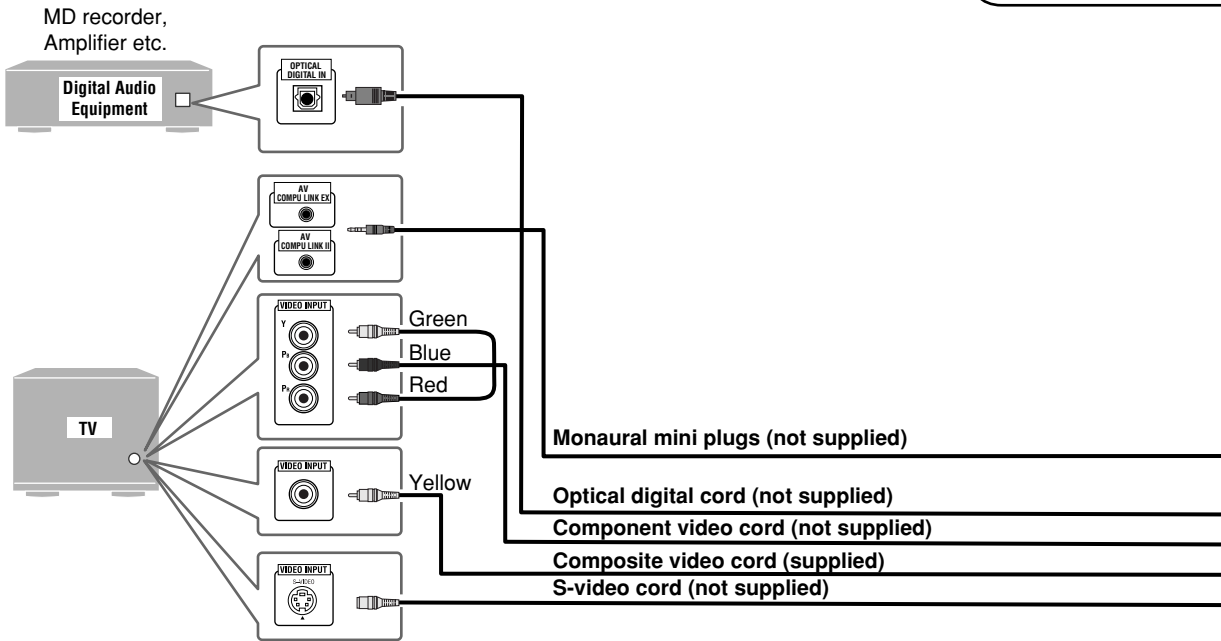 MD recorder,
Amplifier etc.
Digital Audio
Equipment
OPTICAL
DIGITAL IN
AV
COMPU LINK EX
AV
COMPU LINK II
VIDEO INPUT
Y
PB
PR
Green
Blue
Red
TV
VIDEO INPUT
Yellow
VIDEO INPUT
S-VIDEO
Monaural mini plugs (not supplied)
Optical digital cord (not supplied)
Component video cord (not supplied)
Composite video cord (supplied)
S-video cord (not supplied)